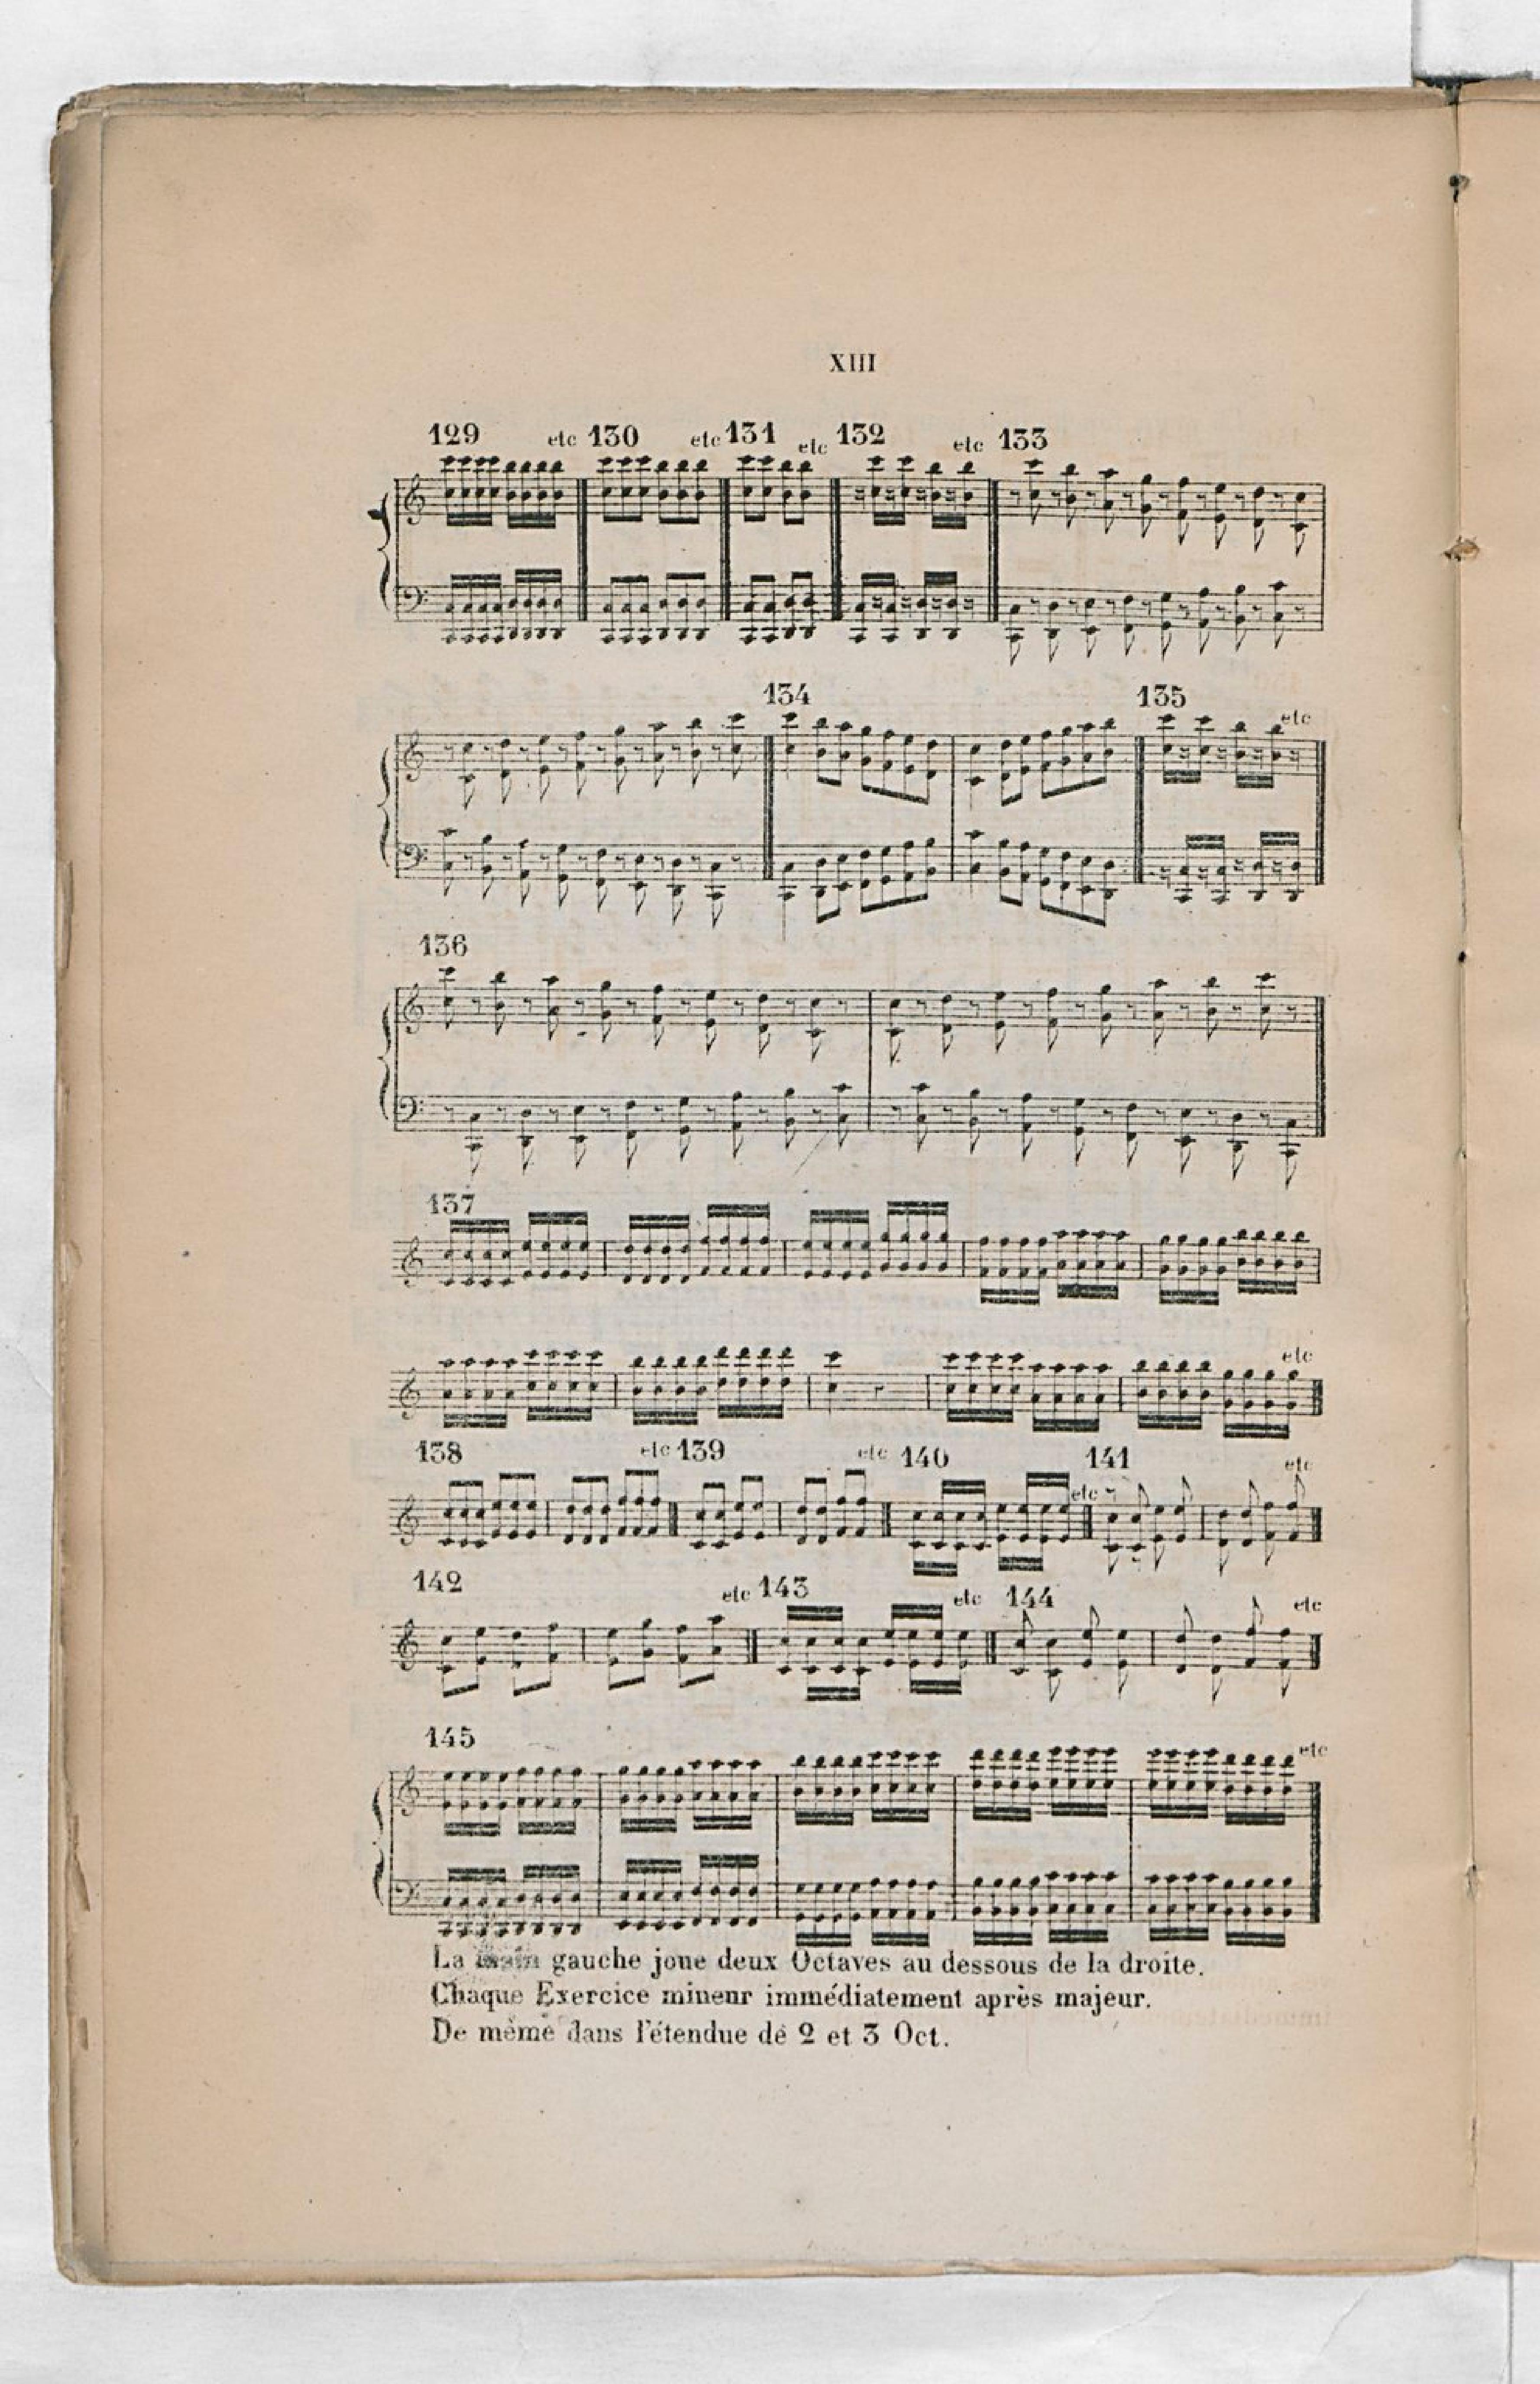 XIII
129 etc 130 etc 131 etc 132 etc 133
134 135 etc
136
137
etc
138 etc 139 etc 140 etc 141 etc
142 etc 143 etc 144 etc
145 etc
La main gauche joue deux Octaves au dessous de la droite.
Chaque Exercice mineur immédiatement après majeur.
De même dans l'étendue de 2 et 3 Oct.